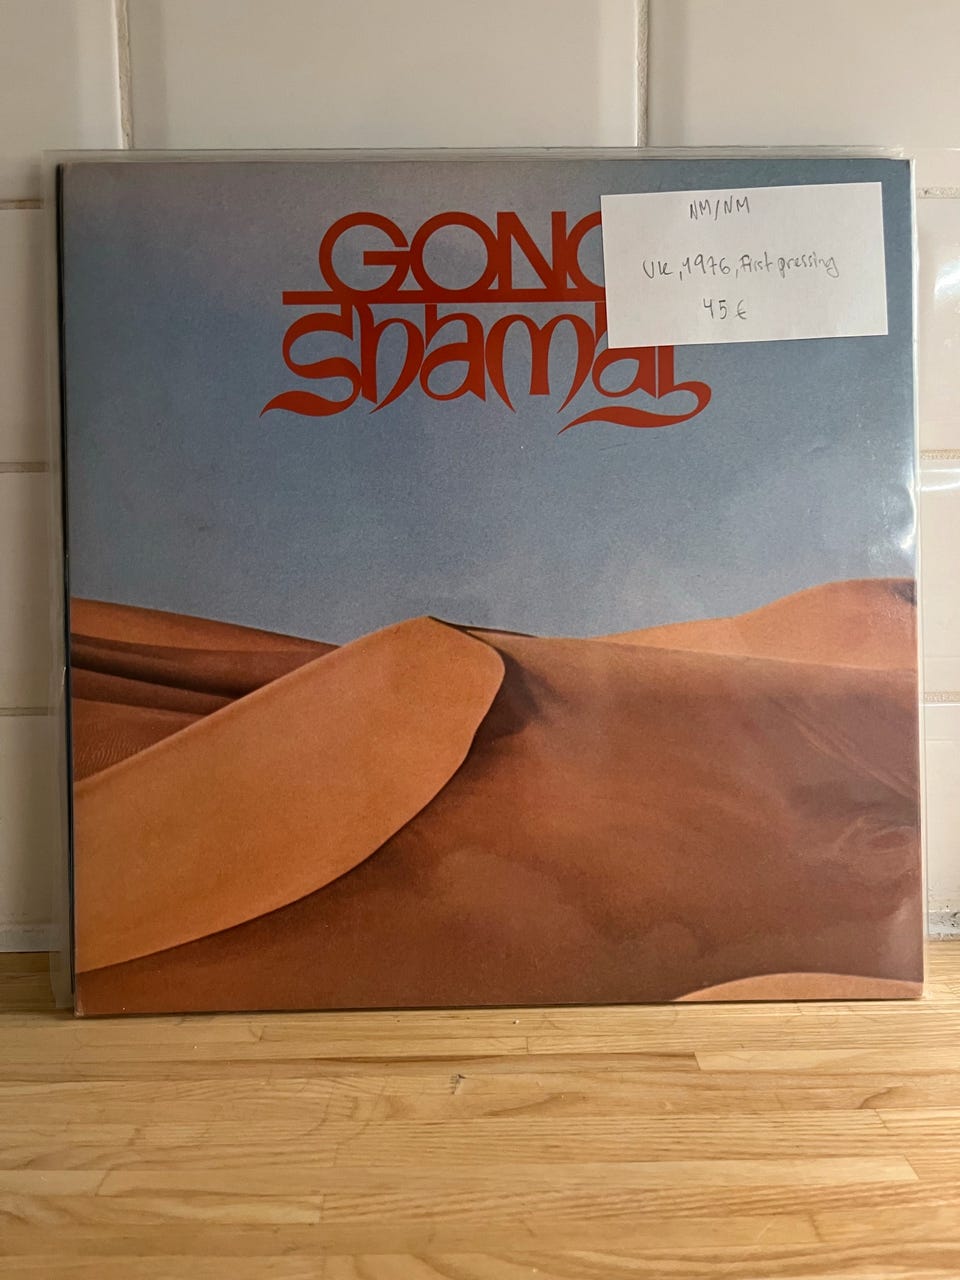 GONG
Shamal
NM/NM
UK, 1976, First pressing
45 €